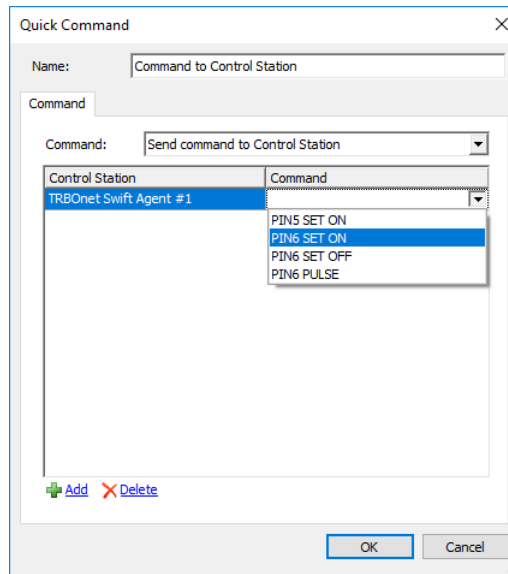 Quick Command
Name: Command to Control Station
Command
Command: Send command to Control Station
Control Station Command
TRBOnet Swift Agent #1
PIN5 SET ON
PIN6 SET ON
PIN6 SET OFF
PIN6 PULSE
Add Delete
OK Cancel